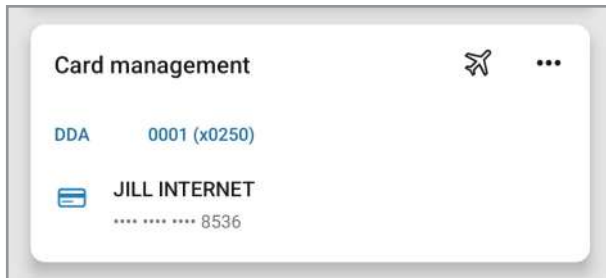 Card management
DDA 0001 (x0250)
JILL INTERNET
•••• •••• •••• 8536